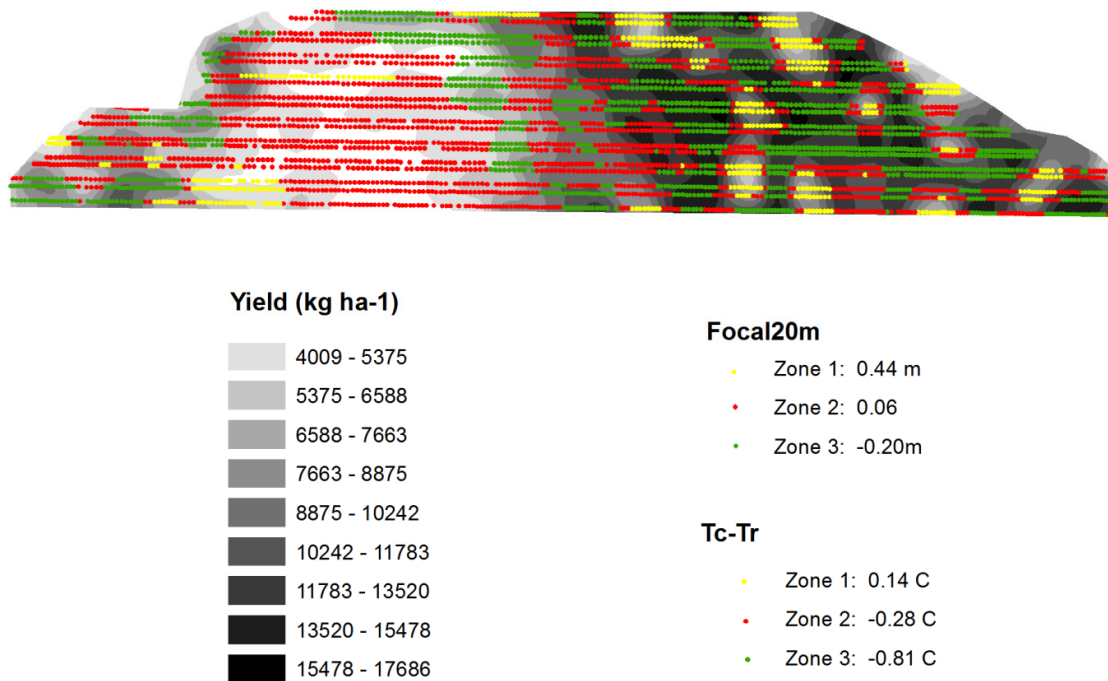 Yield (kg ha-1)
4009 - 5375
5375 - 6588
6588 - 7663
7663 - 8875
8875 - 10242
10242 - 11783
11783 - 13520
13520 - 15478
15478 - 17686
Focal20m
Zone 1: 0.44 m
Zone 2: 0.06
Zone 3: -0.20m
Tc-Tr
Zone 1: 0.14 C
Zone 2: -0.28 C
Zone 3: -0.81 C